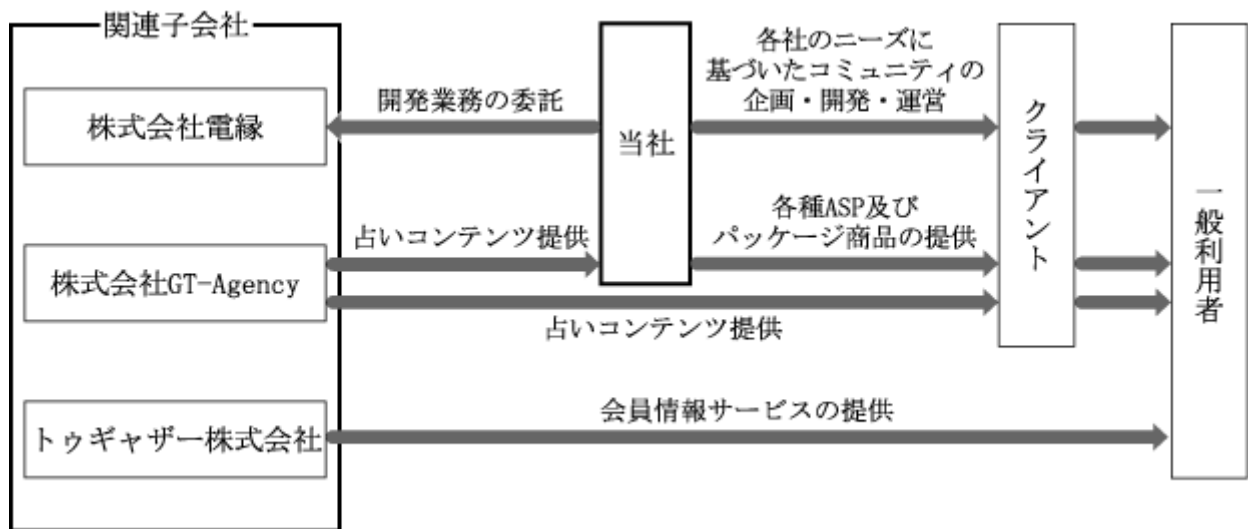 関連子会社
株式会社電縁
株式会社GT-Agency
トゥギャザー株式会社
開発業務の委託
占いコンテンツ提供
当社
各社のニーズに
基づいたコミュニティの
企画・開発・運営
各種ASP及び
パッケージ商品の提供
占いコンテンツ提供
会員情報サービスの提供
クライアント
一般利用者